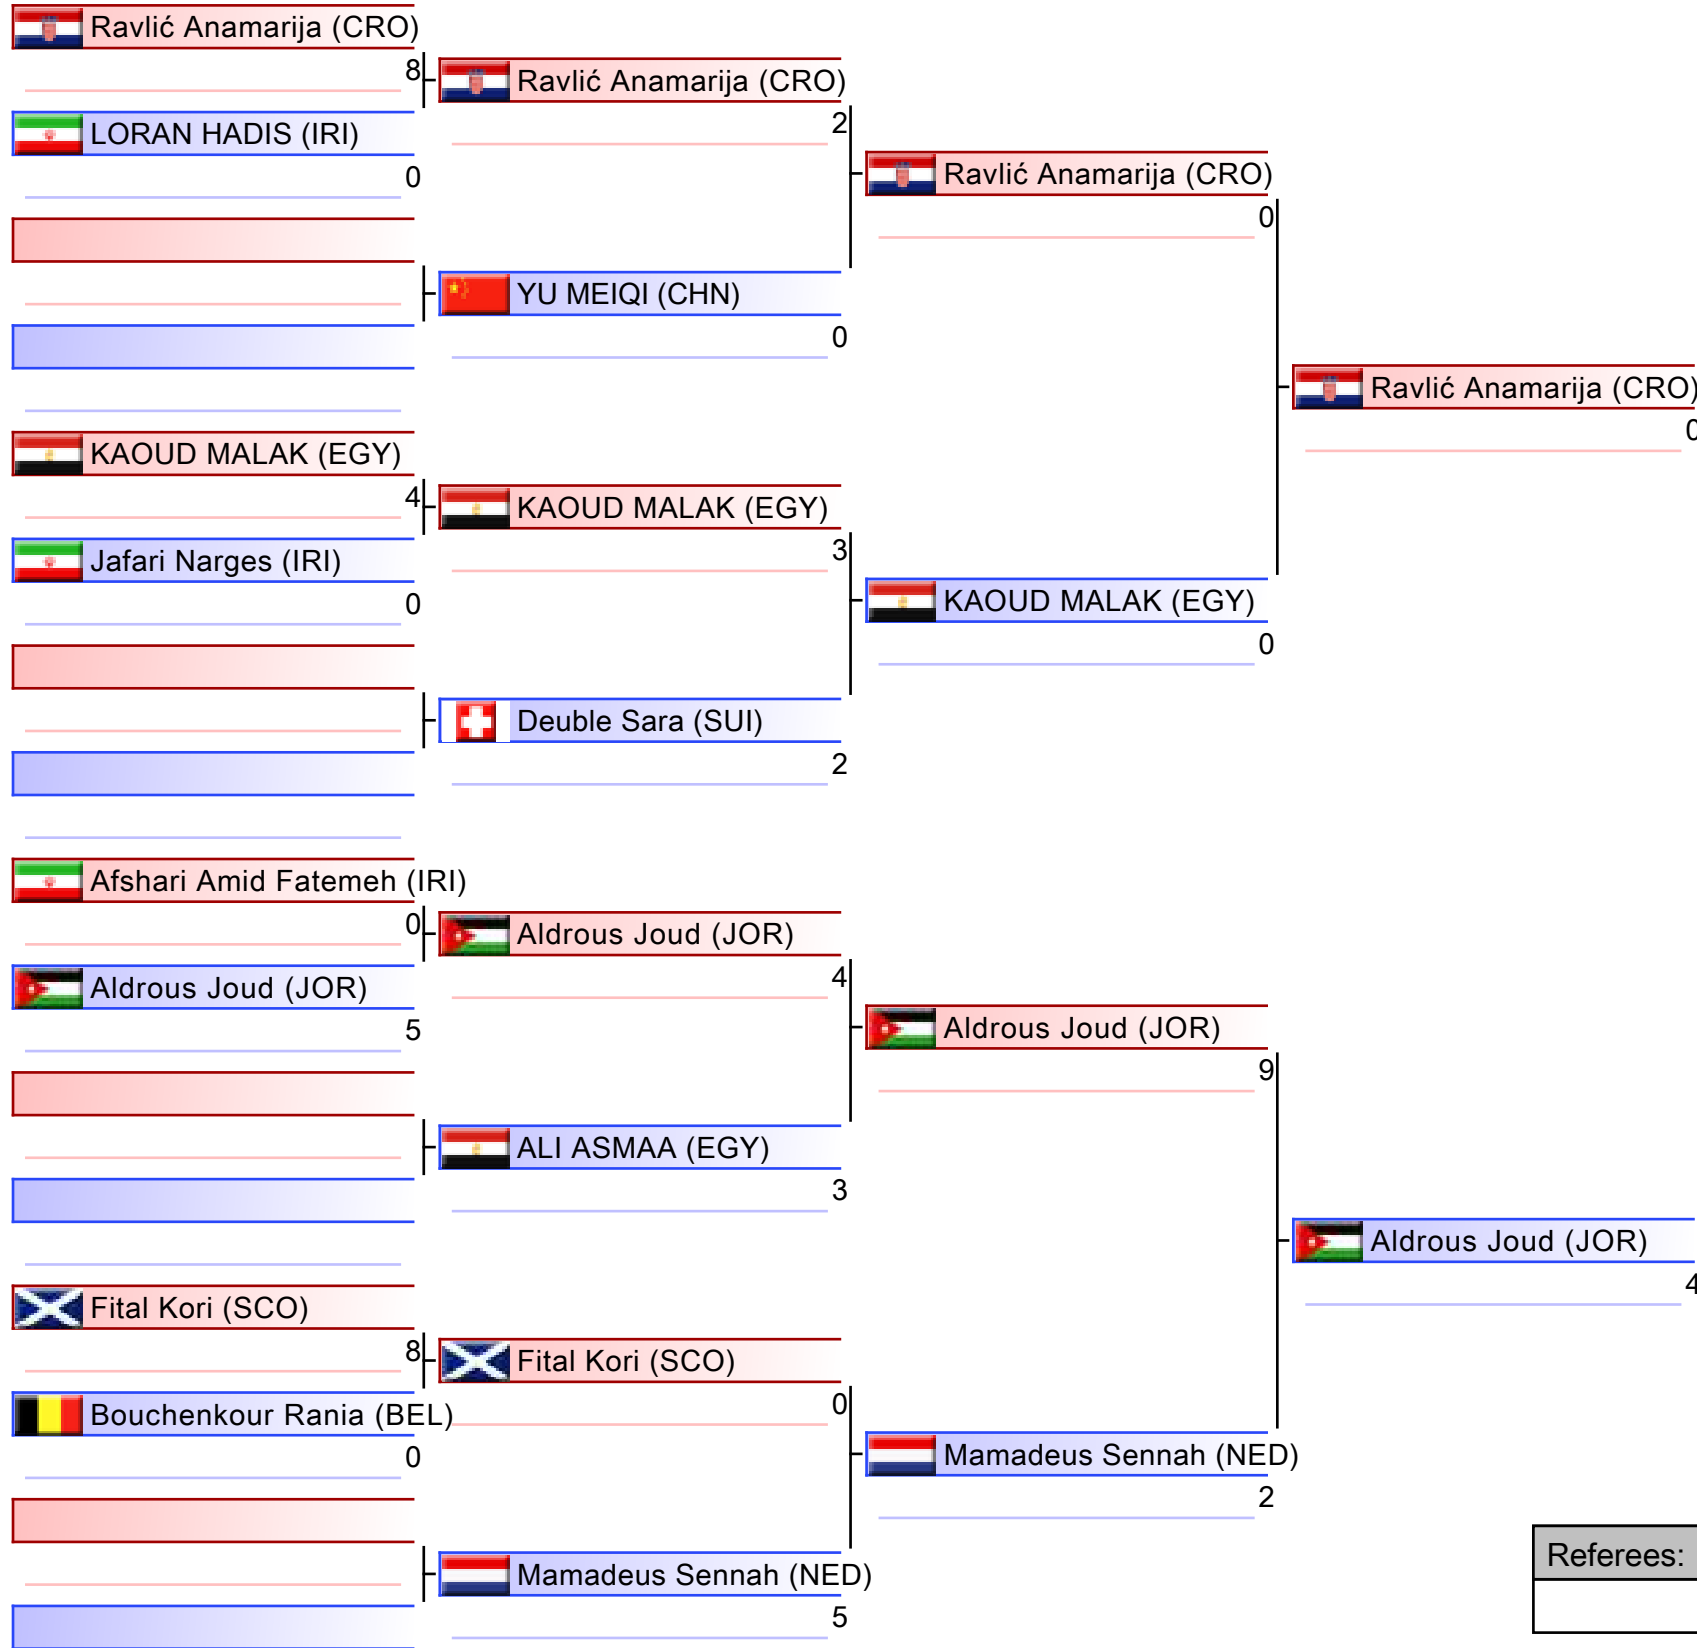 Ravlić Anamarija (CRO)
8
LORAN HADIS (IRI)
0
KAOUD MALAK (EGY)
4
Jafari Narges (IRI)
0
Afshari Amid Fatemeh (IRI)
0
Aldrous Joud (JOR)
5
Fital Kori (SCO)
8
Bouchenkour Rania (BEL)
0
Ravlić Anamarija (CRO)
2
YU MEIQI (CHN)
0
KAOUD MALAK (EGY)
3
Deuble Sara (SUI)
2
Aldrous Joud (JOR)
4
ALI ASMAA (EGY)
3
Fital Kori (SCO)
0
Mamadeus Sennah (NED)
5
Ravlić Anamarija (CRO)
0
KAOUD MALAK (EGY)
0
Aldrous Joud (JOR)
9
Mamadeus Sennah (NED)
2
Ravlić Anamarija (CRO)
0
Aldrous Joud (JOR)
4
Referees: